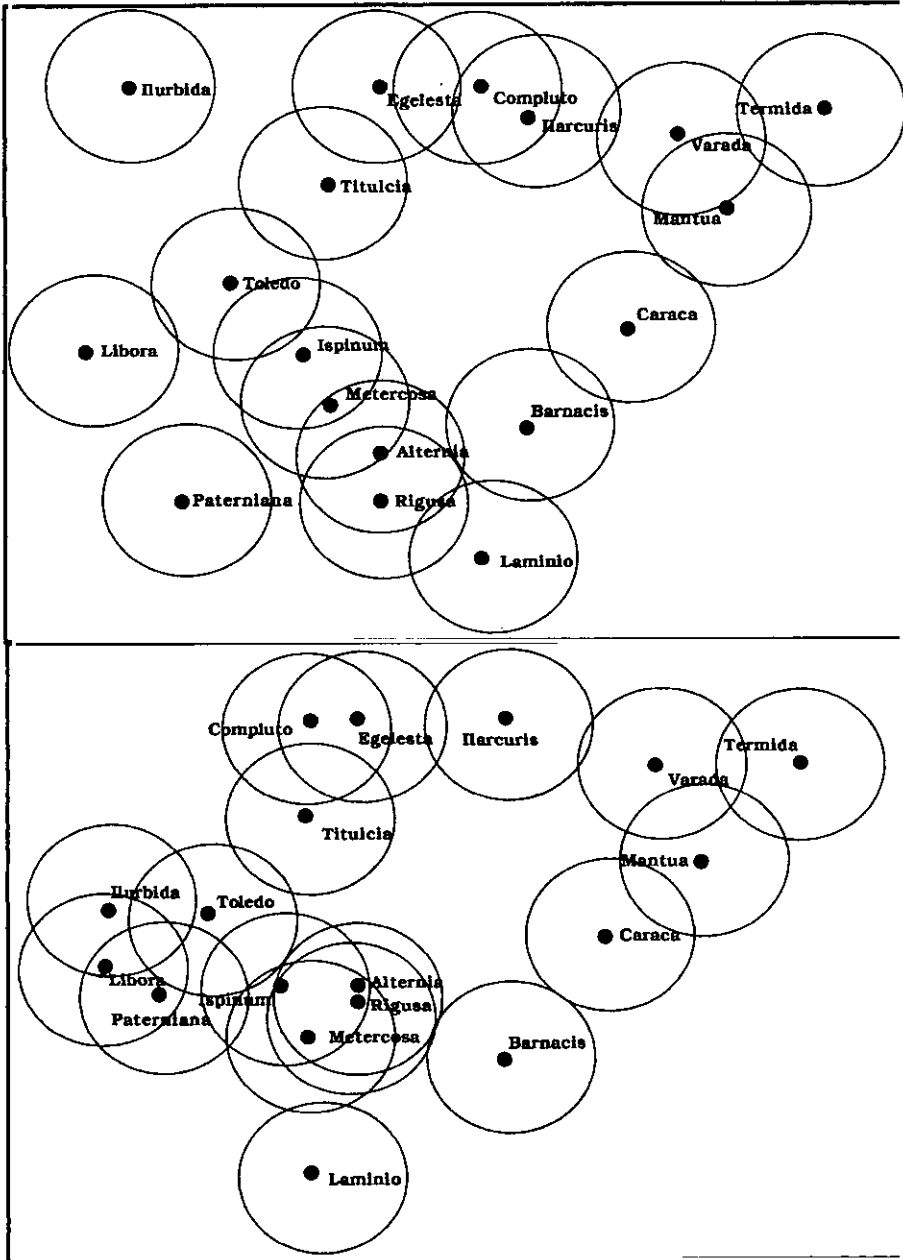 Ilurbida
Egelesta
Compluto
Ilarcuris
Termida
Varada
Titulcia
Mantua
Toledo
Caraca
Libora
Ispinum
Metercosa
Barnacis
Alternia
Paterniana
Rigusa
Laminio
Compluto
Egelesta
Ilarcuris
Termida
Varada
Titulcia
Mantua
Ilurbida
Toledo
Caraca
Libora
Ispinum
Alternia
Rigusa
Paterniana
Metercosa
Barnacis
Laminio